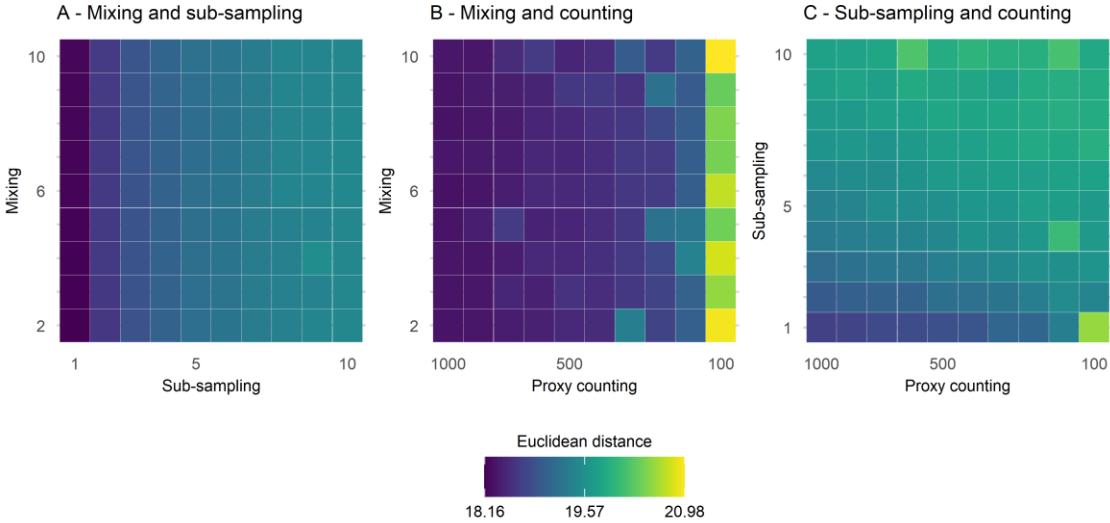 A - Mixing and sub-sampling
B - Mixing and counting
C - Sub-sampling and counting
10
6
2
Mixing
1 5 10
Sub-sampling
10
6
2
Mixing
1000 500 100
Proxy counting
10
5
1
Sub-sampling
1000 500 100
Proxy counting
Euclidean distance
18.16 19.57 20.98